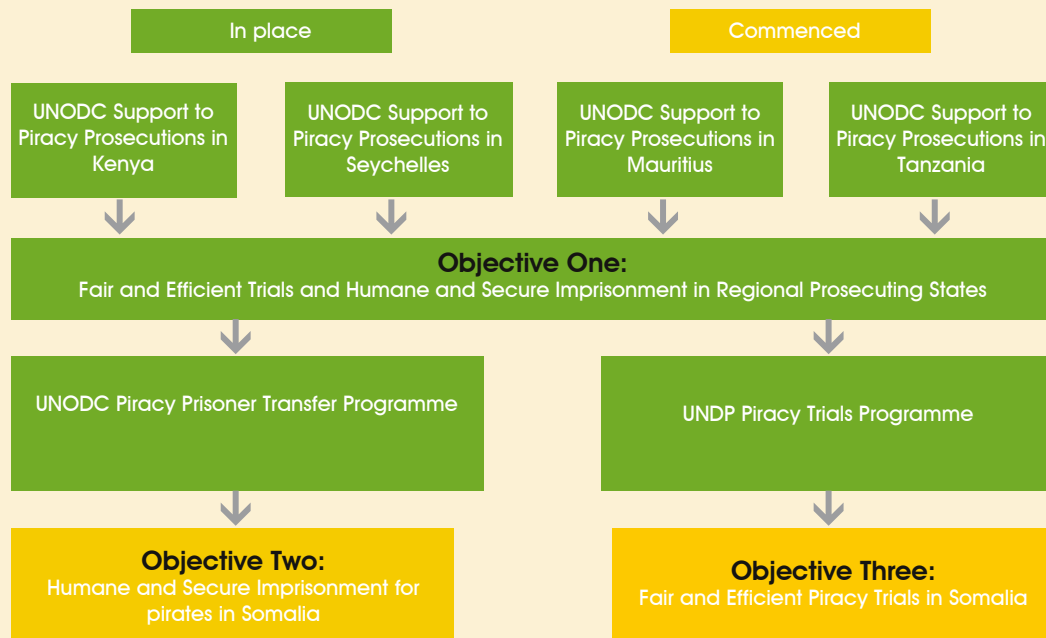 In place
Commenced
UNODC Support to
Piracy Prosecutions in
Kenya
UNODC Support to
Piracy Prosecutions in
Seychelles
UNODC Support to
Piracy Prosecutions in
Mauritius
UNODC Support to
Piracy Prosecutions in
Tanzania
Objective One:
Fair and Efficient Trials and Humane and Secure Imprisonment in Regional Prosecuting States
UNODC Piracy Prisoner Transfer Programme
UNDP Piracy Trials Programme
Objective Two:
Humane and Secure Imprisonment for
pirates in Somalia
Objective Three:
Fair and Efficient Piracy Trials in Somalia